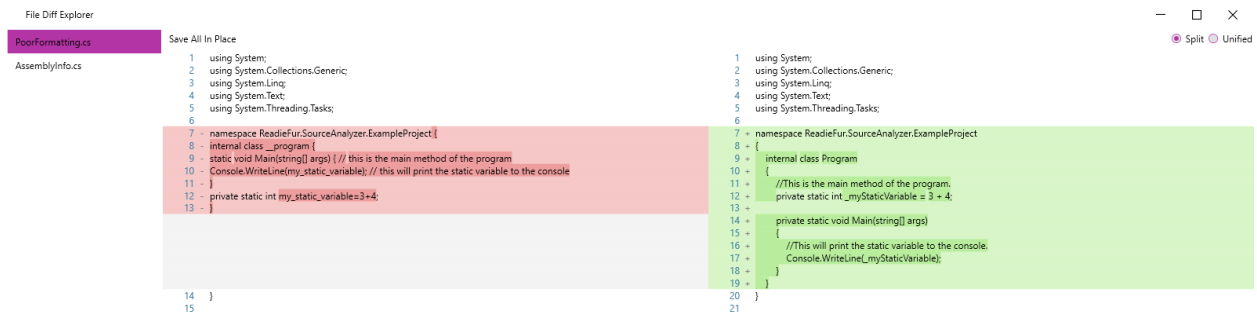 File Diff Explorer
PoorFormatting.cs
AssemblyInfo.cs
Save All In Place
Split Unified
1 using System;
2 using System.Collections.Generic;
3 using System.Linq;
4 using System.Text;
5 using System.Threading.Tasks;
6
7 - namespace ReadieFur.SourceAnalyzer.ExampleProject {
8 - internal class __program {
9 - static void Main(string[] args) { // this is the main method of the program
10 - Console.WriteLine(my_static_variable); // this will print the static variable to the console
11 - }
12 - private static int my_static_variable=3+4;
13 - }
14 }
15
1 using System;
2 using System.Collections.Generic;
3 using System.Linq;
4 using System.Text;
5 using System.Threading.Tasks;
6
7 + namespace ReadieFur.SourceAnalyzer.ExampleProject
8 + {
9 + internal class Program
10 + {
11 + //This is the main method of the program.
12 + private static int _myStaticVariable = 3 + 4;
13 +
14 + private static void Main(string[] args)
15 + {
16 + //This will print the static variable to the console.
17 + Console.WriteLine(_myStaticVariable);
18 + }
19 + }
20 }
21